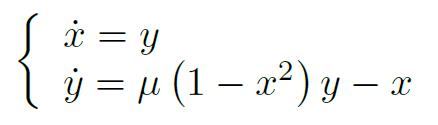 ẋ = y
ẏ = μ (1 − x²) y − x